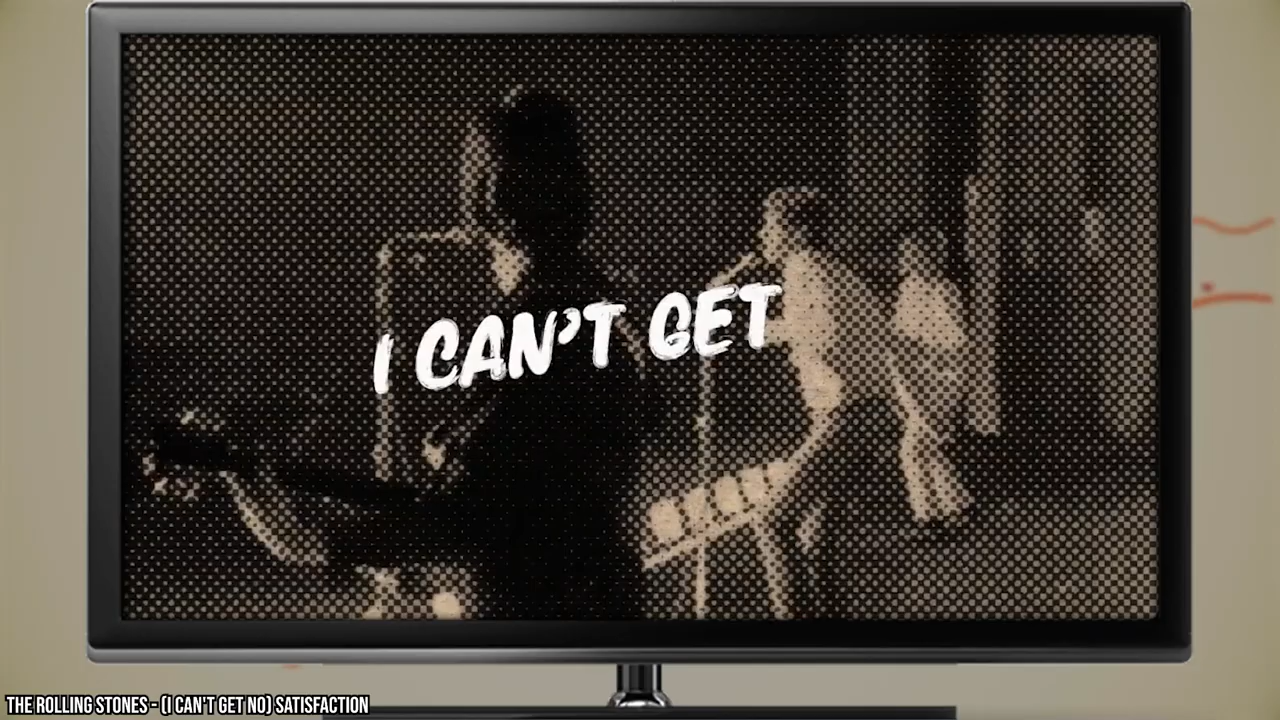 I CAN'T GET
THE ROLLING STONES - (I CAN'T GET NO) SATISFACTION